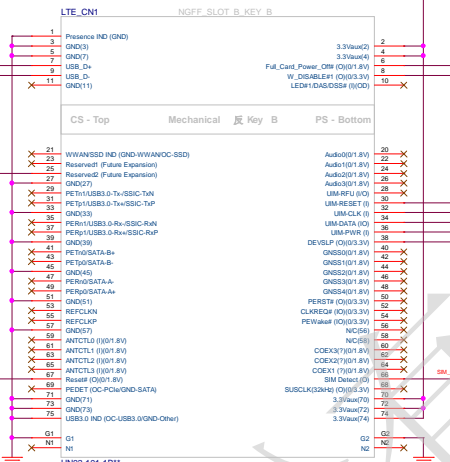 LTE_CN1 NGFF_SLOT B_KEY B
1 Presence IND (GND)
3 GND(3) 3.3Vaux(2) 2
5 GND(5) 3.3Vaux(4) 4
7 USB_D+ Full_Card_Power_Off# (O)(0/1.8V) 6
9 USB_D- W_DISABLE#1 (O)(0/3.3V) 8
11 GND(11) LED#1/DAS/DSS# (I)(OD) 10
CS - Top Mechanical 反 Key B PS - Bottom
21 WWAN/SSD IND (GND-WWAN/OC-SSD) Audio0(0/1.8V) 20
23 Reserved1 (Future Expansion) Audio1(0/1.8V) 22
25 Reserved2 (Future Expansion) Audio2(0/1.8V) 24
27 GND(27) Audio3(0/1.8V) 26
29 PETn1/USB3.0-Tx-/SSIC-TxN UIM-RFU (I/O) 28
31 PETp1/USB3.0-Tx+/SSIC-TxP UIM-RESET (I) 30
33 GND(33) UIM-CLK (I) 32
35 PERn1/USB3.0-Rx-/SSIC-RxN UIM-DATA (IO) 34
37 PERp1/USB3.0-Rx+/SSIC-RxP UIM-PWR (I) 36
39 GND(39) DEVSLP (O)(0/3.3V) 38
41 PETn0/SATA-B+ GNSS0(0/1.8V) 40
43 PETp0/SATA-B- GNSS1(0/1.8V) 42
45 GND(45) GNSS2(0/1.8V) 44
47 PERn0/SATA-A- GNSS3(0/1.8V) 46
49 PERp0/SATA-A+ GNSS4(0/1.8V) 48
51 GND(51) PERST# (O)(0/3.3V) 50
53 REFCLKN CLKREQ# (IO)(0/3.3V) 52
55 REFCLKP PEWake# (IO)(0/3.3V) 54
57 GND(57) N/C(56) 56
59 ANTCTL0 (I)(0/1.8V) N/C(58) 58
61 ANTCTL1 (I)(0/1.8V) COEX3(?)(0/1.8V) 60
63 ANTCTL2 (I)(0/1.8V) COEX2(?)(0/1.8V) 62
65 ANTCTL3 (I)(0/1.8V) COEX1 (?)(0/1.8V) 64
67 Reset# (O)(0/1.8V) SIM Detect (O) 66 SIM_
69 PEDET (OC-PCIe/GND-SATA) SUSCLK(32kHz) (O)(0/3.3V) 68
71 GND(71) 3.3Vaux(70) 70
73 GND(73) 3.3Vaux(72) 72
75 USB3.0 IND (OC-USB3.0/GND-Other) 3.3Vaux(74) 74
G1 G1 G2 G2
N1 N1 N2 N2